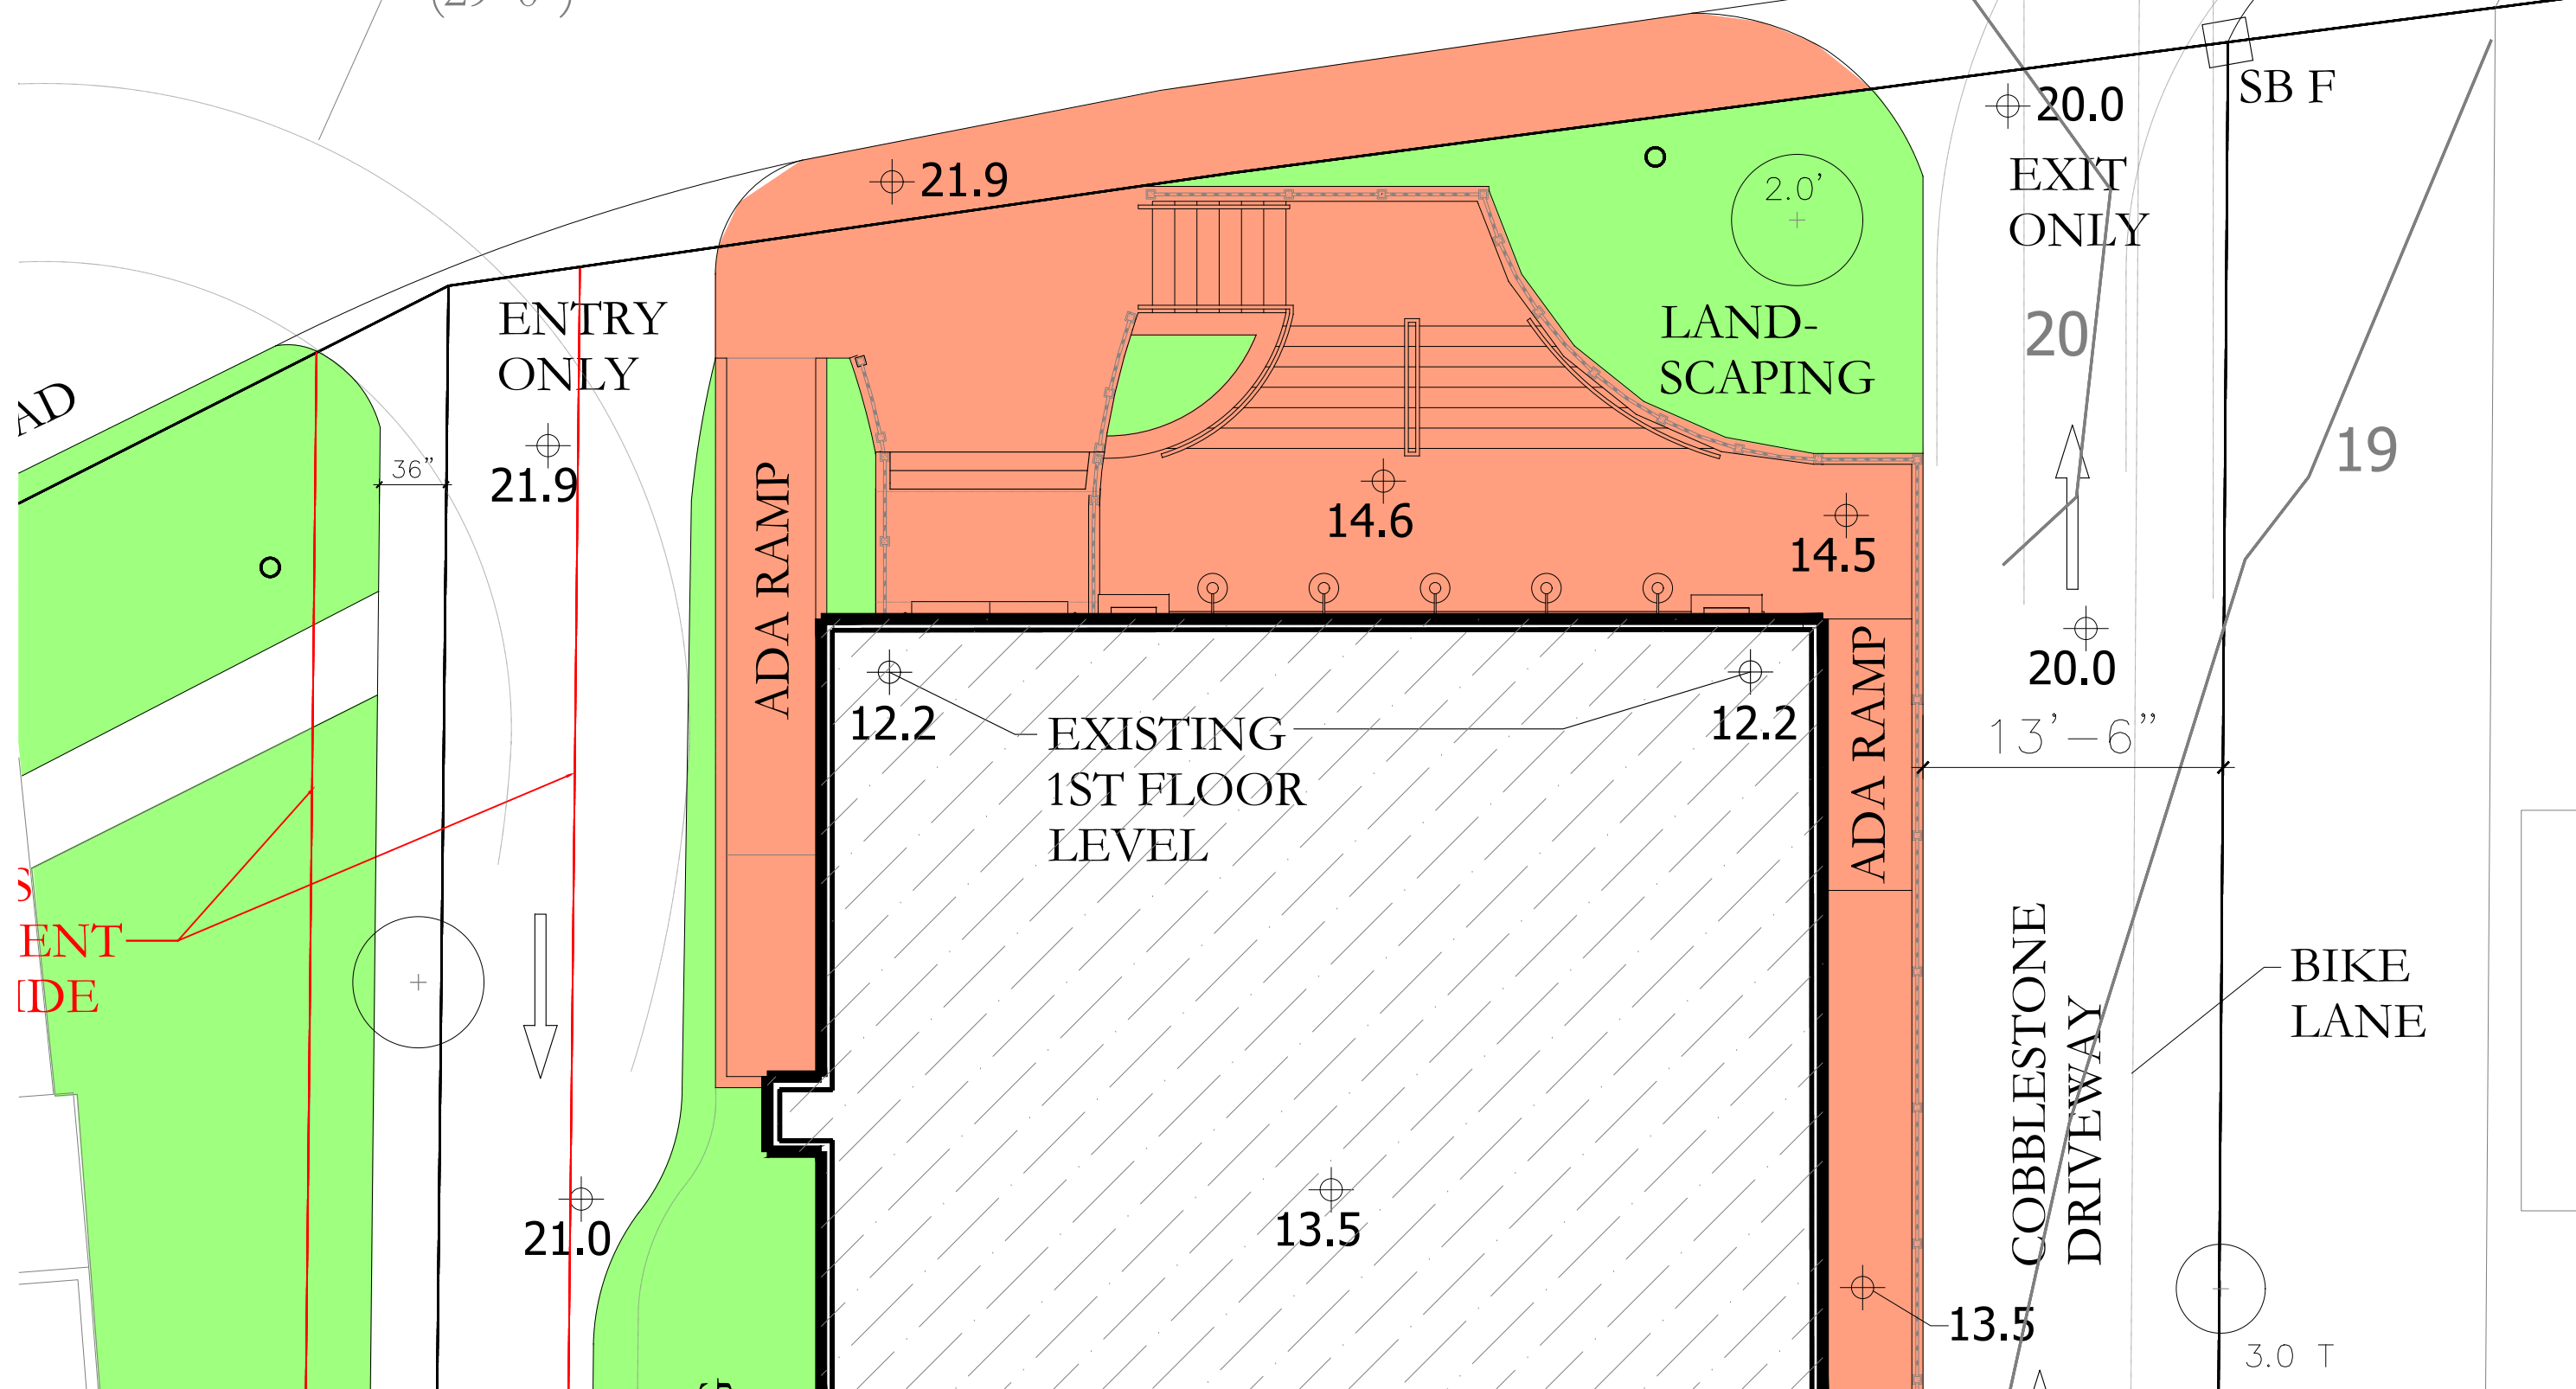 SB F
20.0
EXIT
ONLY
21.9
2.0'
ENTRY
ONLY
LAND-
SCAPING
20
19
36"
21.9
ADA RAMP
14.6
14.5
12.2
EXISTING
1ST FLOOR
LEVEL
12.2
ADA RAMP
20.0
13'-6"
ENT
COBBLESTONE
DRIVEWAY
BIKE
LANE
21.0
13.5
13.5
3.0 T